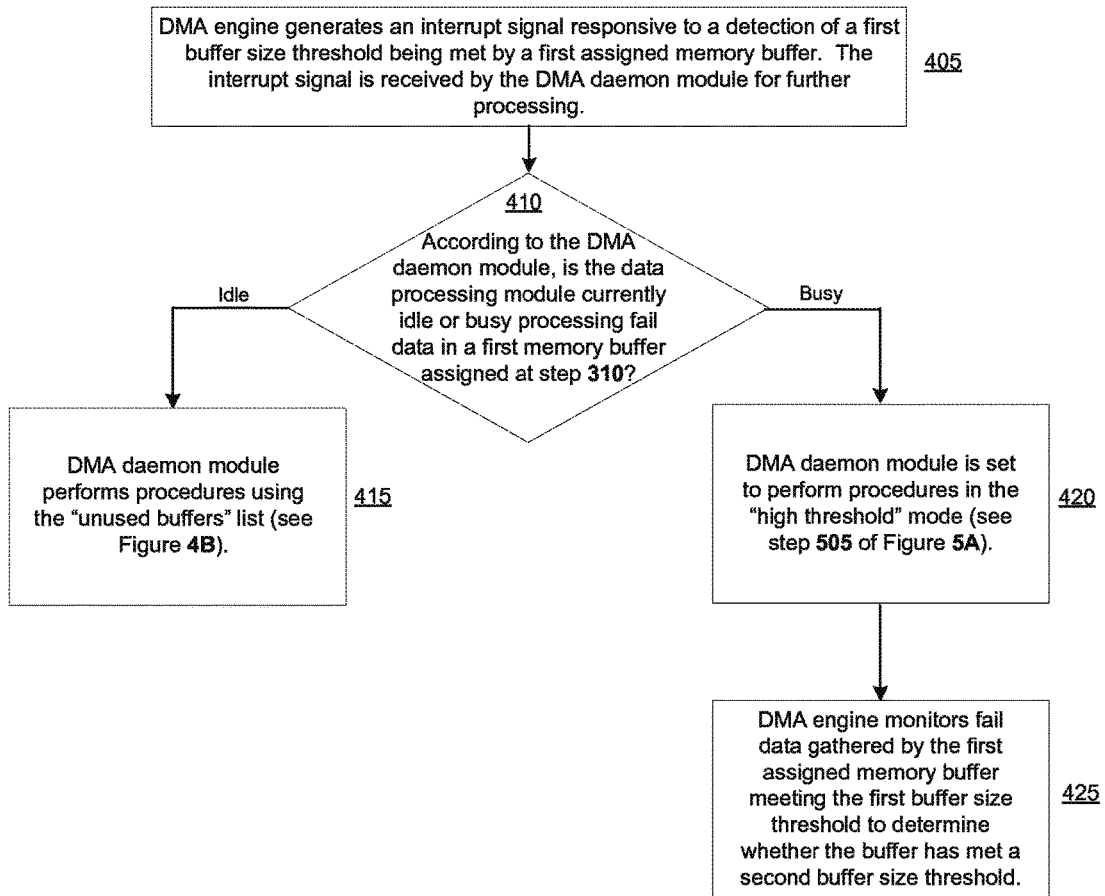 DMA engine generates an interrupt signal responsive to a detection of a first
buffer size threshold being met by a first assigned memory buffer. The
interrupt signal is received by the DMA daemon module for further
processing.
405
410
According to the DMA
daemon module, is the data
processing module currently
idle or busy processing fail
data in a first memory buffer
assigned at step 310?
Idle
Busy
DMA daemon module
performs procedures using
the “unused buffers” list (see
Figure 4B).
415
DMA daemon module is set
to perform procedures in the
“high threshold” mode (see
step 505 of Figure 5A).
420
DMA engine monitors fail
data gathered by the first
assigned memory buffer
meeting the first buffer size
threshold to determine
whether the buffer has met a
second buffer size threshold.
425